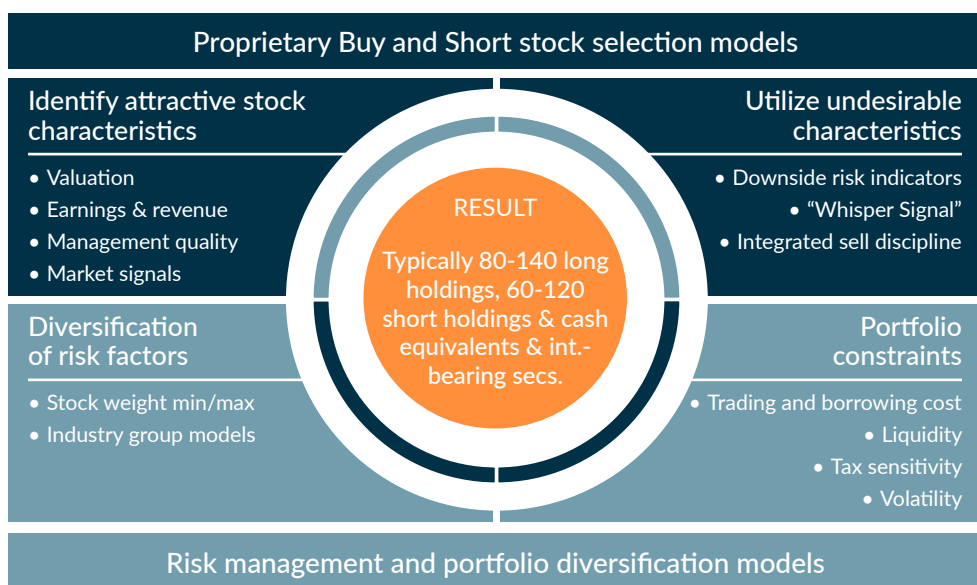 Proprietary Buy and Short stock selection models
Identify attractive stock
characteristics
• Valuation
• Earnings & revenue
• Management quality
• Market signals
Utilize undesirable
characteristics
• Downside risk indicators
• “Whisper Signal”
• Integrated sell discipline
RESULT
Typically 80-140 long
holdings, 60-120
short holdings & cash
equivalents & int.-
bearing secs.
Diversification
of risk factors
• Stock weight min/max
• Industry group models
Portfolio
constraints
• Trading and borrowing cost
• Liquidity
• Tax sensitivity
• Volatility
Risk management and portfolio diversification models